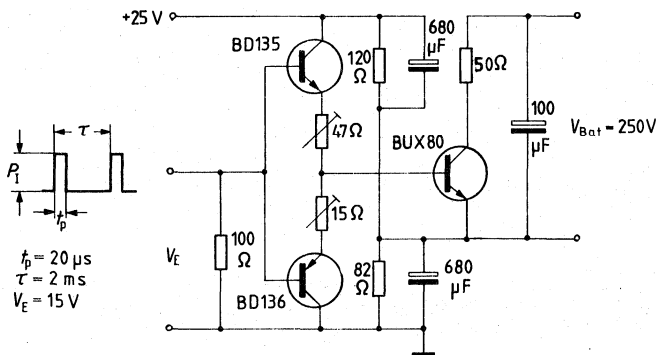 +25 V
BD135
120
Ω
680
µF
50Ω
100
µF
V_Bat = 250V
τ
P_I
t_p
47Ω
BUX80
15Ω
t_p = 20 µs
τ = 2 ms
V_E = 15 V
100
Ω
V_E
BD136
82
Ω
680
µF